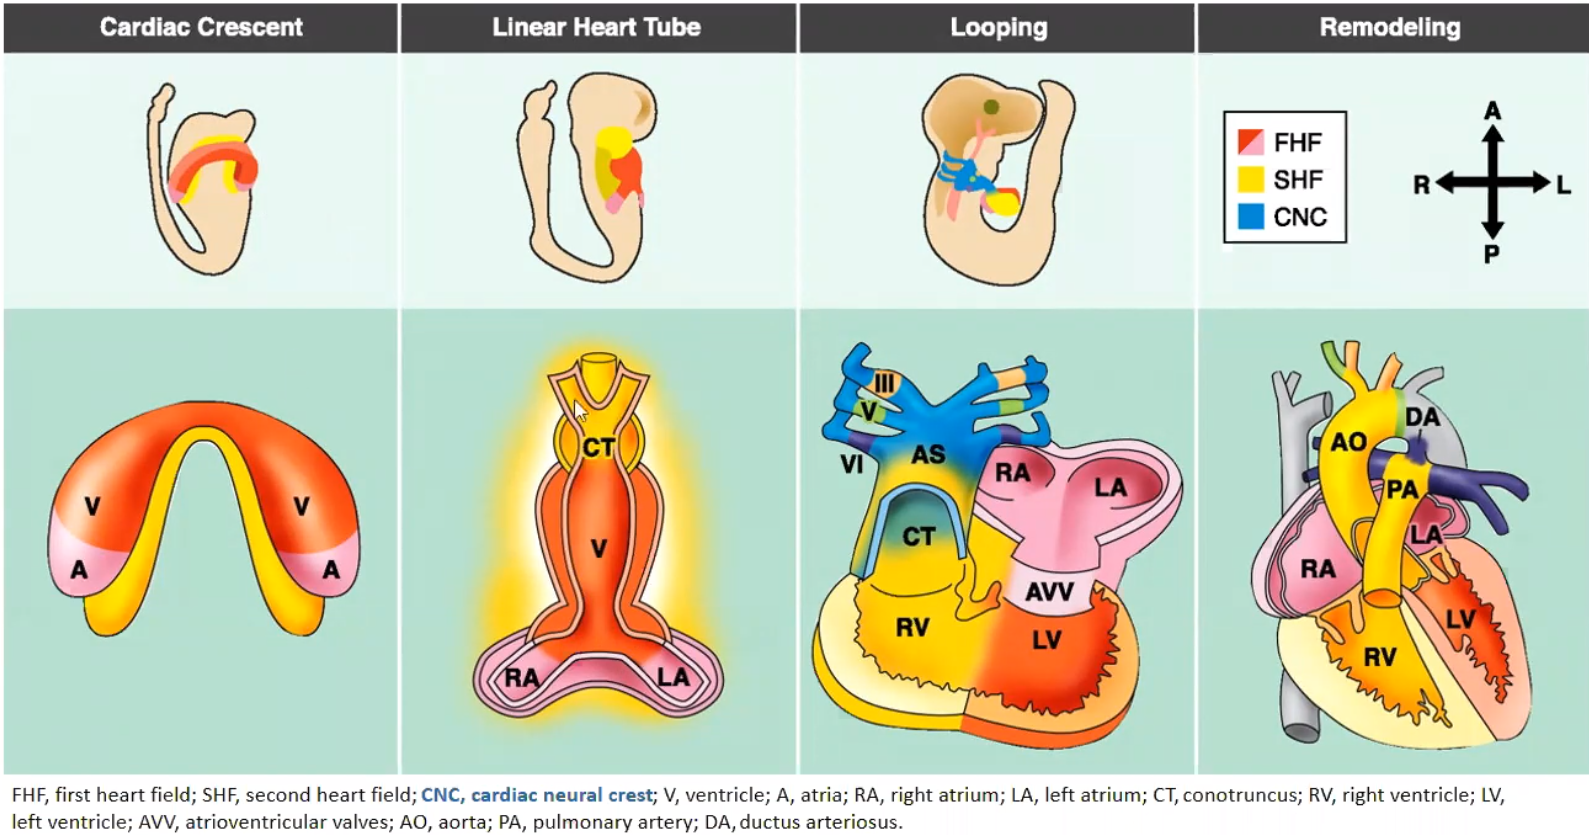 Cardiac Crescent
Linear Heart Tube
Looping
Remodeling
FHF
SHF
CNC
A
R
L
P
V
V
A
A
CT
V
RA
LA
III
V
VI
AS
RA
LA
CT
AVV
RV
LV
DA
AO
PA
LA
RA
LV
RV
FHF, first heart field; SHF, second heart field; CNC, cardiac neural crest; V, ventricle; A, atria; RA, right atrium; LA, left atrium; CT, conotruncus; RV, right ventricle; LV,
left ventricle; AVV, atrioventricular valves; AO, aorta; PA, pulmonary artery; DA, ductus arteriosus.